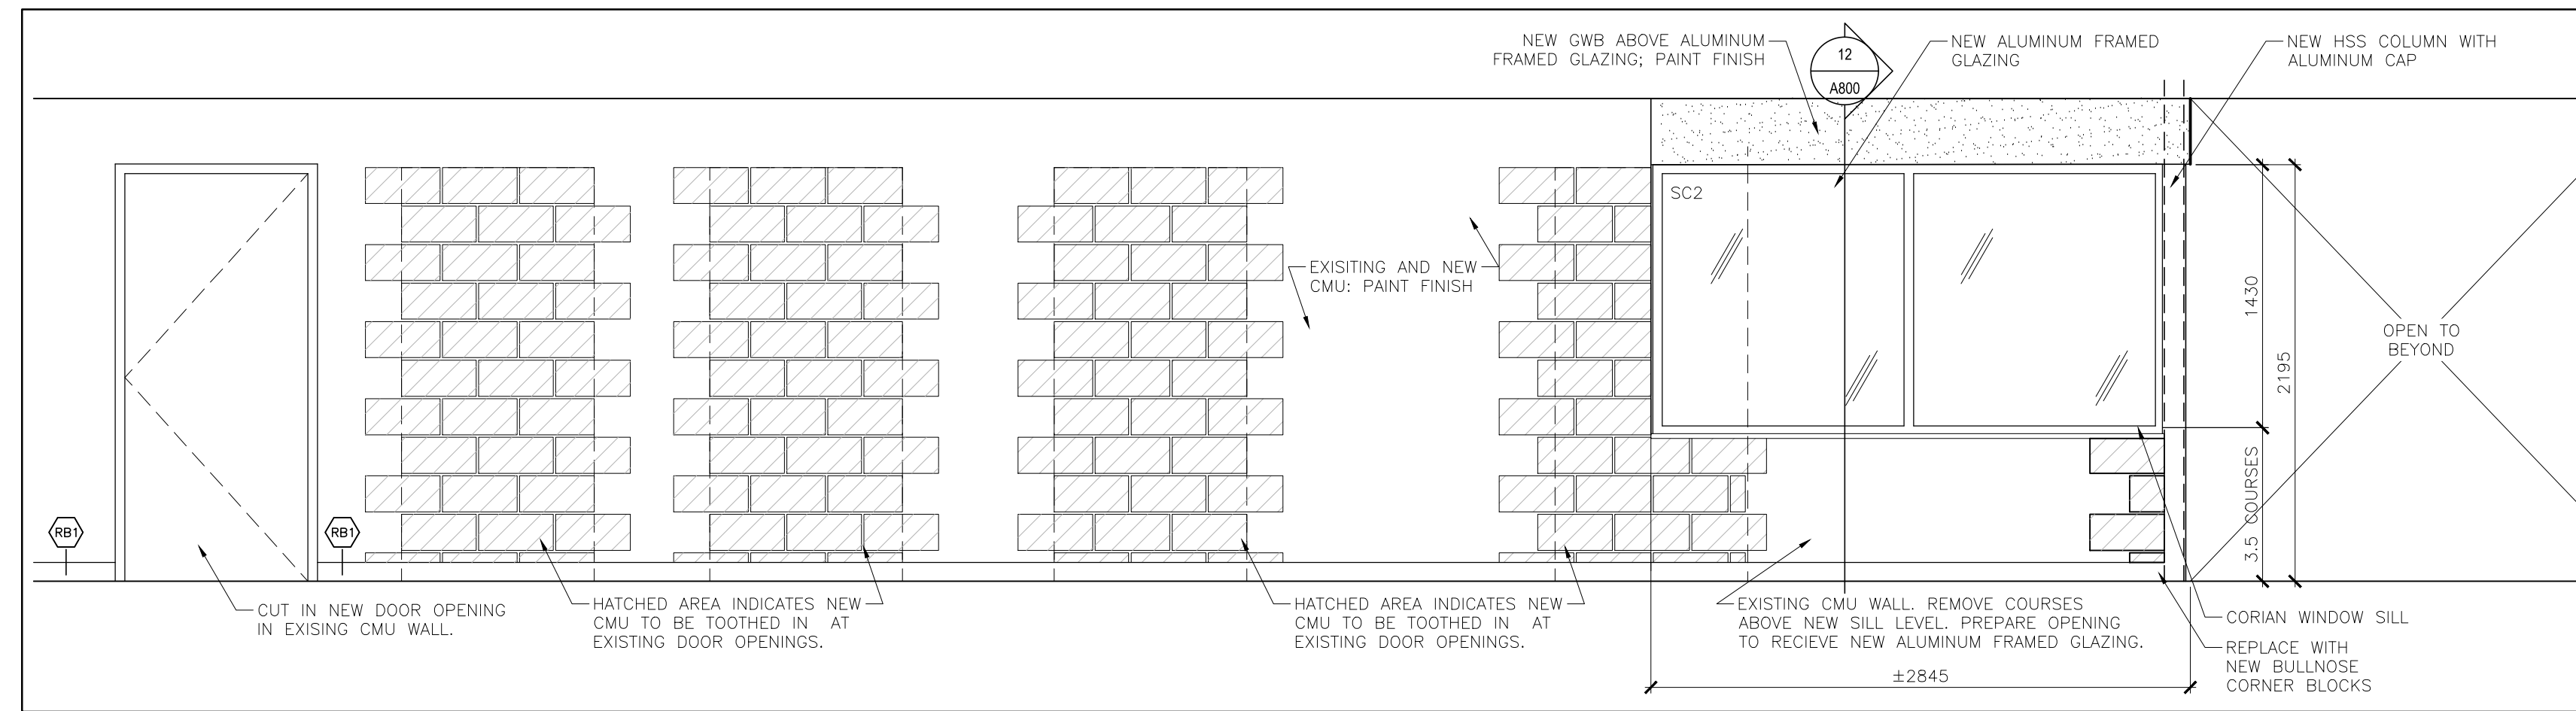 NEW GWB ABOVE ALUMINUM
FRAMED GLAZING; PAINT FINISH
12
A800
NEW ALUMINUM FRAMED
GLAZING
NEW HSS COLUMN WITH
ALUMINUM CAP
SC2
EXISITING AND NEW
CMU: PAINT FINISH
1430
2195
OPEN TO
BEYOND
3.5 COURSES
RB1
RB1
CUT IN NEW DOOR OPENING
IN EXISING CMU WALL.
HATCHED AREA INDICATES NEW
CMU TO BE TOOTHED IN AT
EXISTING DOOR OPENINGS.
HATCHED AREA INDICATES NEW
CMU TO BE TOOTHED IN AT
EXISTING DOOR OPENINGS.
EXISTING CMU WALL. REMOVE COURSES
ABOVE NEW SILL LEVEL. PREPARE OPENING
TO RECIEVE NEW ALUMINUM FRAMED GLAZING.
CORIAN WINDOW SILL
REPLACE WITH
NEW BULLNOSE
CORNER BLOCKS
±2845